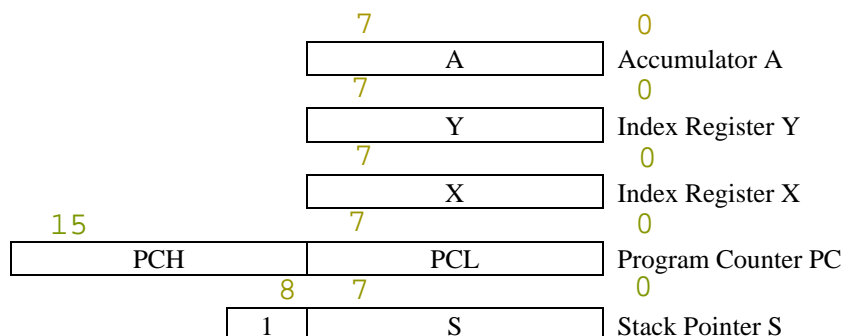 7 0
A Accumulator A
7 0
Y Index Register Y
7 0
X Index Register X
15 7 0
PCH PCL Program Counter PC
8 7 0
1 S Stack Pointer S